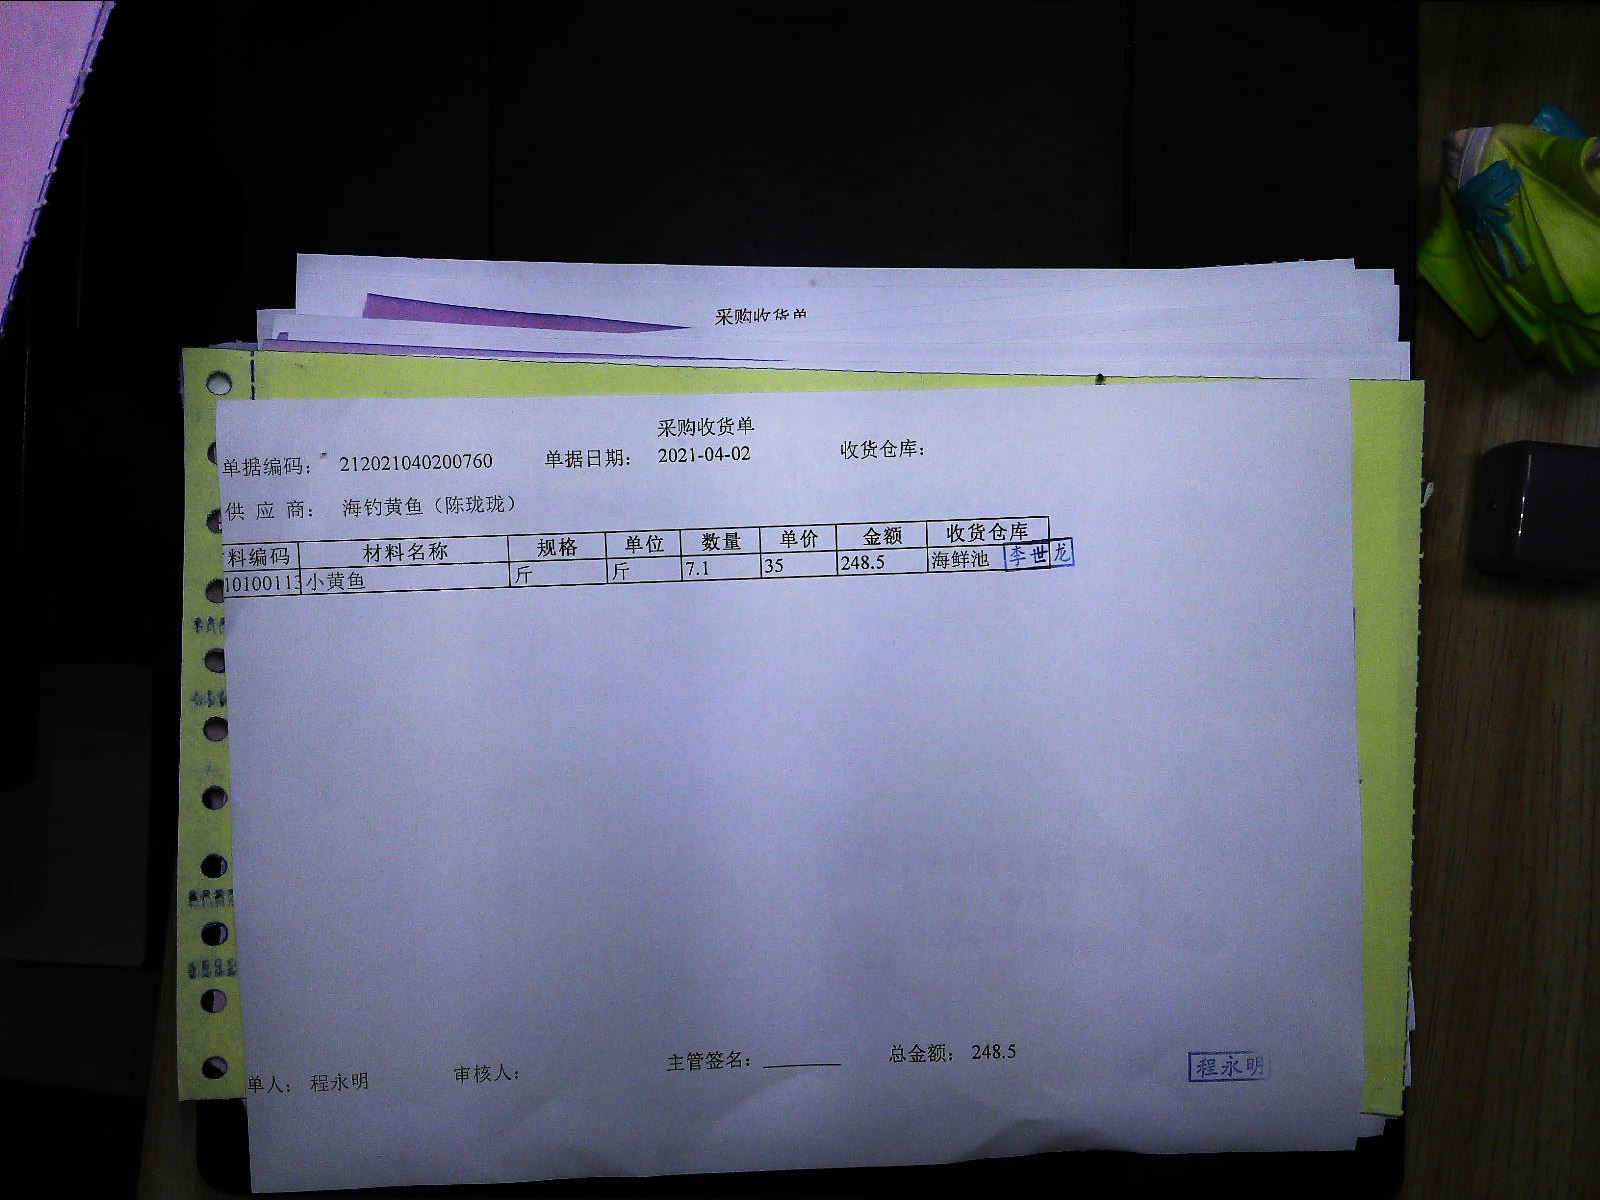 采购收货单
采购收货单
单据编码： 212021040200760 单据日期： 2021-04-02 收货仓库：
供 应 商： 海钓黄鱼（陈珑珑）
料编码 材料名称 规格 单位 数量 单价 金额 收货仓库
10100113 小黄鱼 斤 斤 7.1 35 248.5 海鲜池 李世龙
单人： 程永明 审核人： 主管签名：________ 总金额： 248.5 程永明